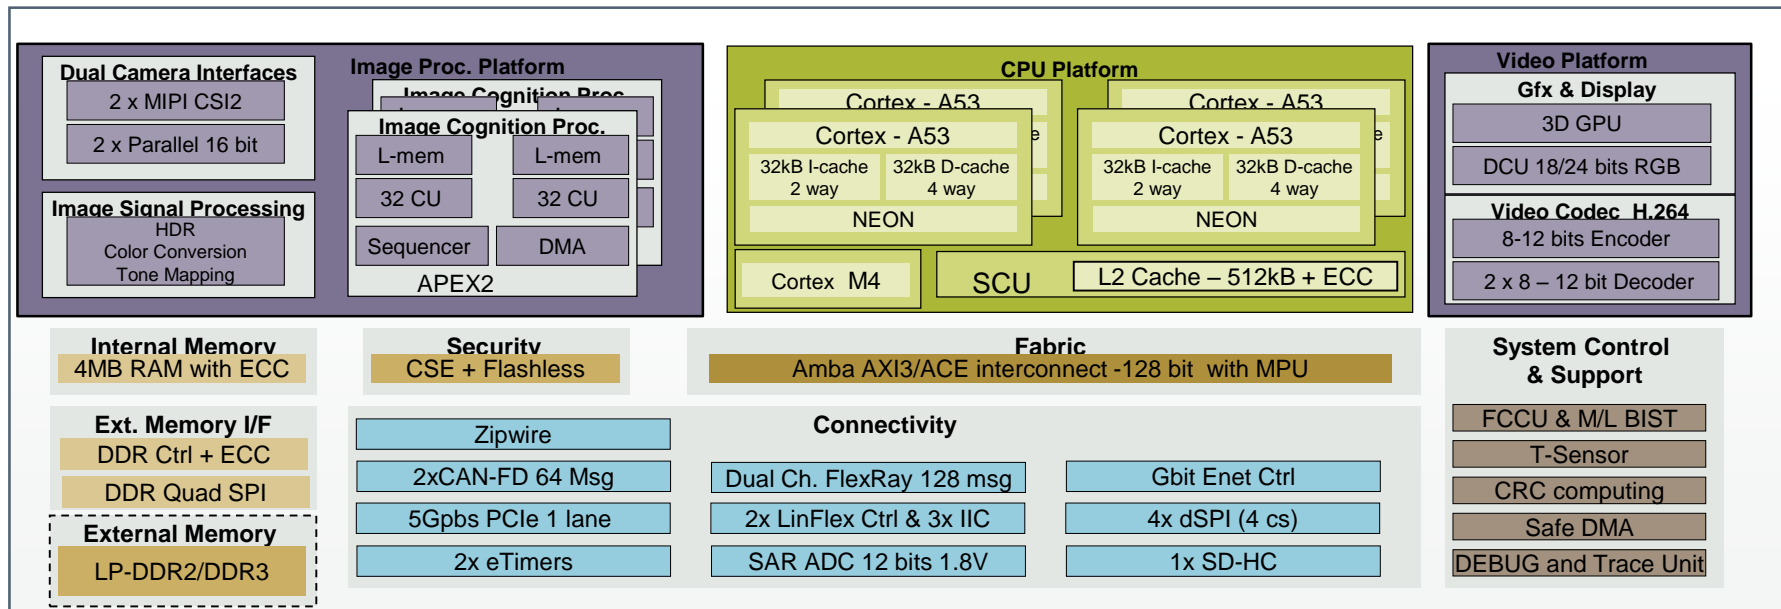 Image Proc. Platform
Dual Camera Interfaces
2 x MIPI CSI2
2 x Parallel 16 bit
Image Signal Processing
HDR
Color Conversion
Tone Mapping
Image Cognition Proc.
Image Cognition Proc.
L-mem
L-mem
32 CU
32 CU
Sequencer
DMA
APEX2
CPU Platform
Cortex - A53
Cortex - A53
Cortex - A53
32kB I-cache
2 way
32kB D-cache
4 way
NEON
Cortex - A53
32kB I-cache
2 way
32kB D-cache
4 way
NEON
Cortex M4
SCU
L2 Cache – 512kB + ECC
Video Platform
Gfx & Display
3D GPU
DCU 18/24 bits RGB
Video Codec H.264
8-12 bits Encoder
2 x 8 – 12 bit Decoder
Internal Memory
4MB RAM with ECC
Security
CSE + Flashless
Fabric
Amba AXI3/ACE interconnect -128 bit with MPU
System Control
& Support
FCCU & M/L BIST
T-Sensor
CRC computing
Safe DMA
DEBUG and Trace Unit
Ext. Memory I/F
DDR Ctrl + ECC
DDR Quad SPI
External Memory
LP-DDR2/DDR3
Connectivity
Zipwire
2xCAN-FD 64 Msg
5Gpbs PCIe 1 lane
2x eTimers
Dual Ch. FlexRay 128 msg
2x LinFlex Ctrl & 3x IIC
SAR ADC 12 bits 1.8V
Gbit Enet Ctrl
4x dSPI (4 cs)
1x SD-HC